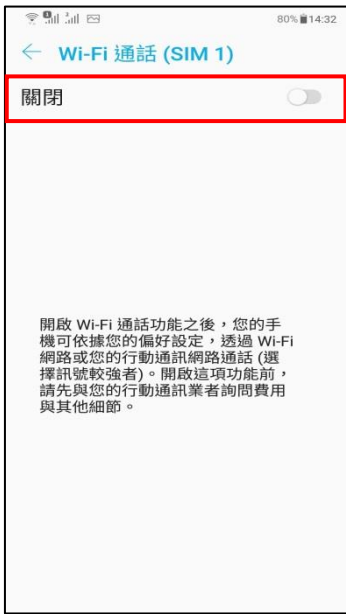 80% 14:32
Wi-Fi 通話 (SIM 1)
關閉
開啟 Wi-Fi 通話功能之後，您的手
機可依據您的偏好設定，透過 Wi-Fi
網路或您的行動通訊網路通話 (選
擇訊號較強者)。開啟這項功能前，
請先與您的行動通訊業者詢問費用
與其他細節。